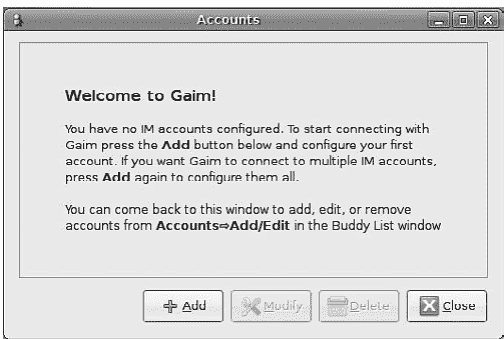 Accounts
Welcome to Gaim!
You have no IM accounts configured. To start connecting with
Gaim press the Add button below and configure your first
account. If you want Gaim to connect to multiple IM accounts,
press Add again to configure them all.
You can come back to this window to add, edit, or remove
accounts from Accounts⇨Add/Edit in the Buddy List window
Add Modify Delete Close